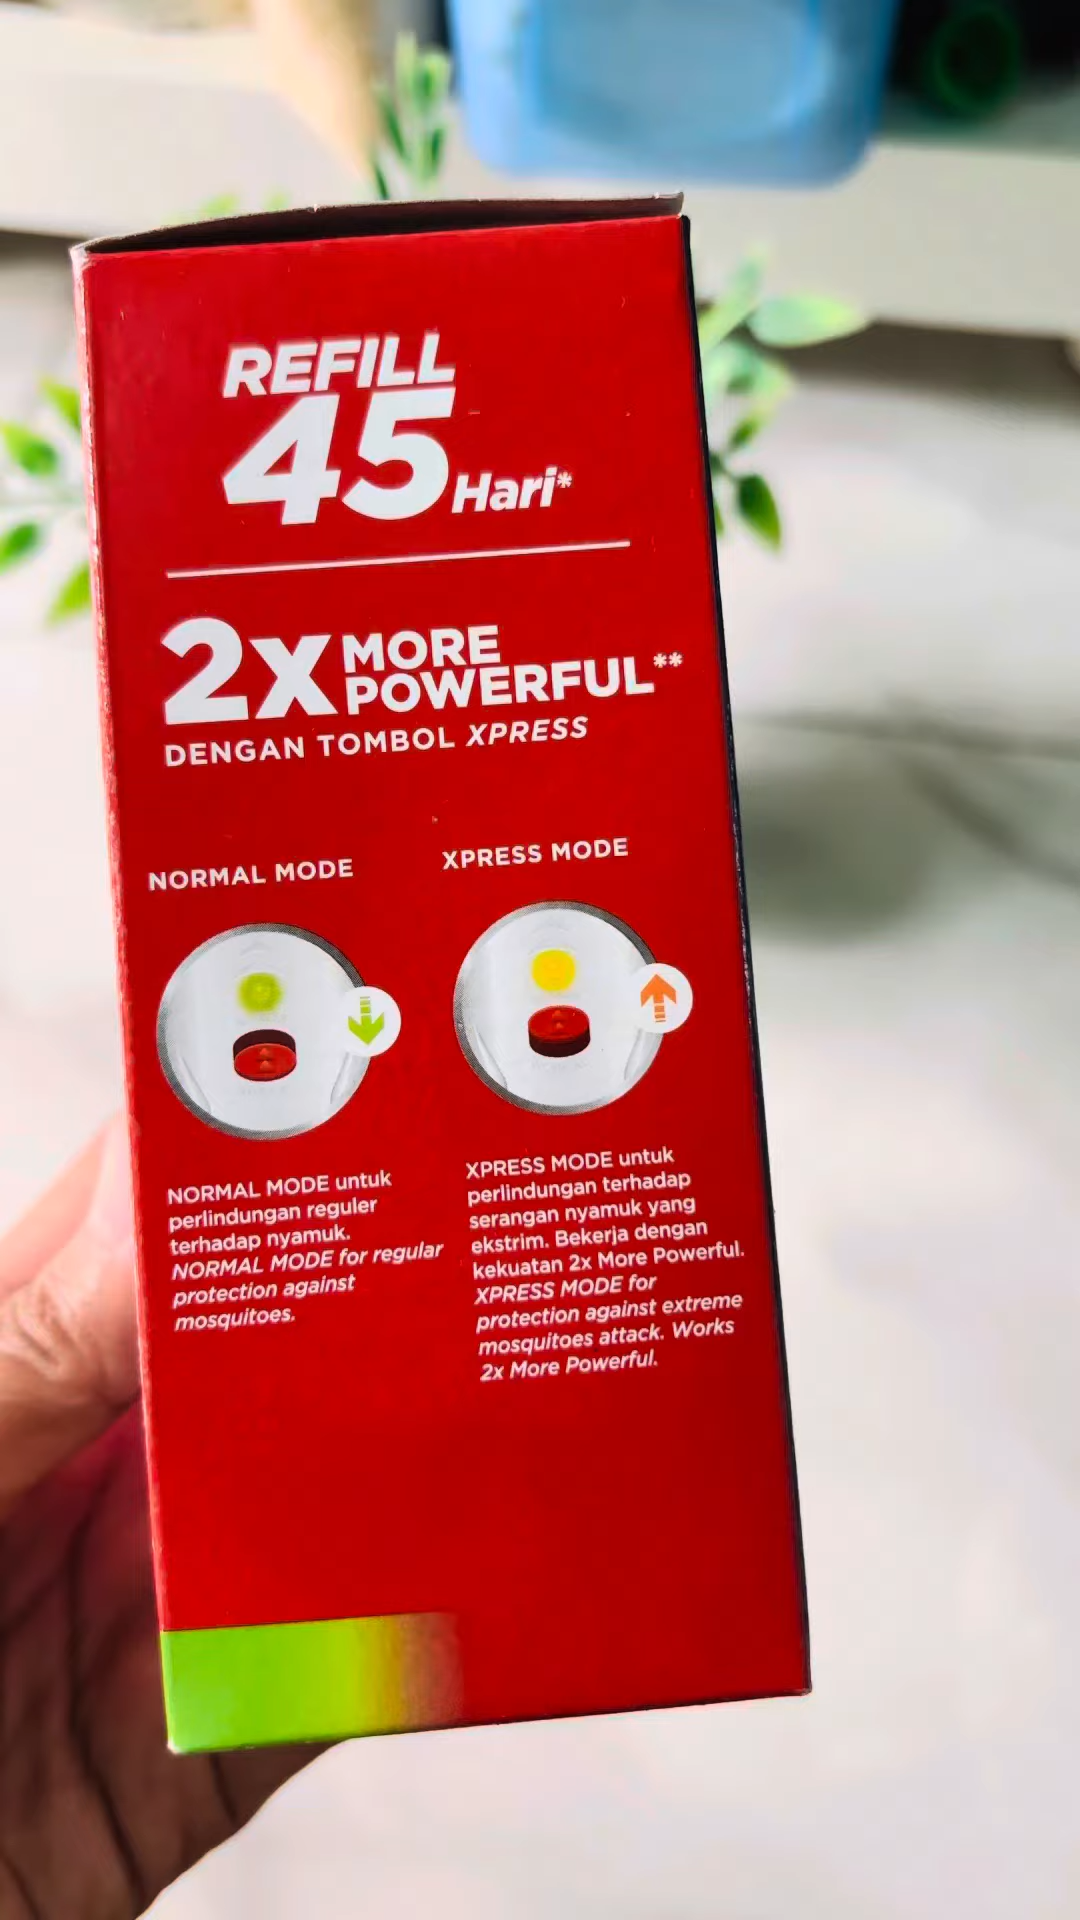 REFILL
45 Hari*
2X MORE
POWERFUL**
DENGAN TOMBOL XPRESS
NORMAL MODE
NORMAL MODE untuk
perlindungan reguler
terhadap nyamuk.
NORMAL MODE for regular
protection against
mosquitoes.
XPRESS MODE
XPRESS MODE untuk
perlindungan terhadap
serangan nyamuk yang
ekstrim. Bekerja dengan
kekuatan 2x More Powerful.
XPRESS MODE for
protection against extreme
mosquitoes attack. Works
2x More Powerful.